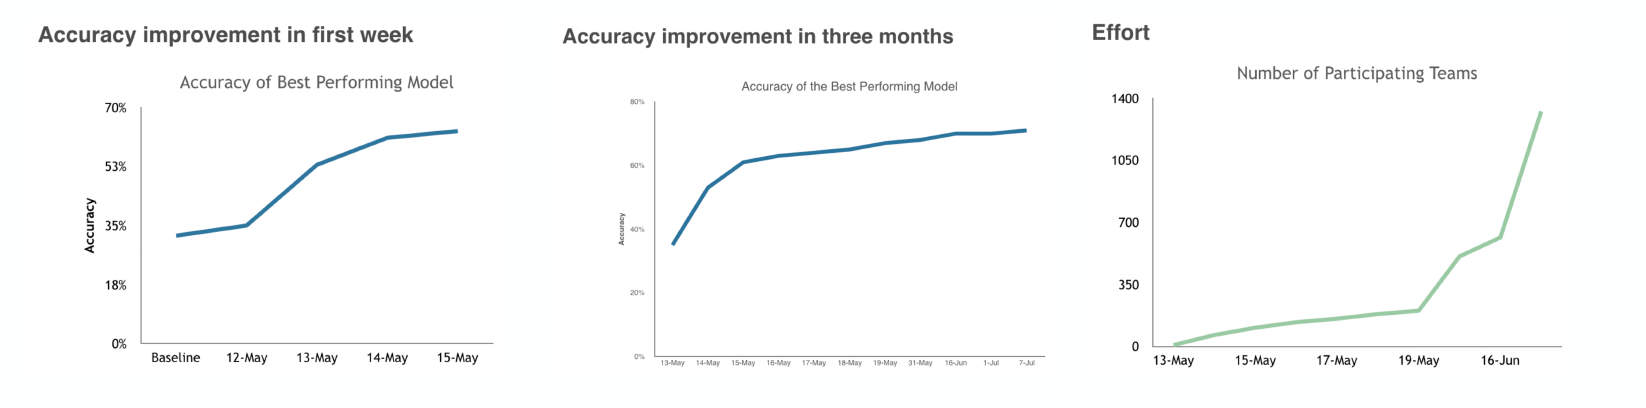 Accuracy improvement in first week
Accuracy of Best Performing Model
70%
53%
35%
18%
0%
Accuracy
Baseline 12-May 13-May 14-May 15-May
Accuracy improvement in three months
Accuracy of the Best Performing Model
80%
60%
40%
20%
0%
Accuracy
13-May 14-May 15-May 16-May 17-May 18-May 19-May 31-May 16-Jun 1-Jul 7-Jul
Effort
Number of Participating Teams
1400
1050
700
350
0
13-May 15-May 17-May 19-May 16-Jun